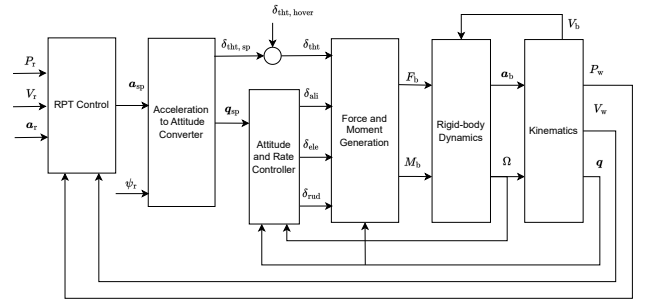 δtht, hover
Vb
Pr
Vr
ar
RPT Control
asp
ψr
Acceleration
to Attitude
Converter
δtht, sp
qsp
Attitude
and Rate
Controller
δtht
δali
δele
δrud
Force and
Moment
Generation
Fb
Mb
Rigid-body
Dynamics
ab
Ω
Kinematics
Pw
Vw
q